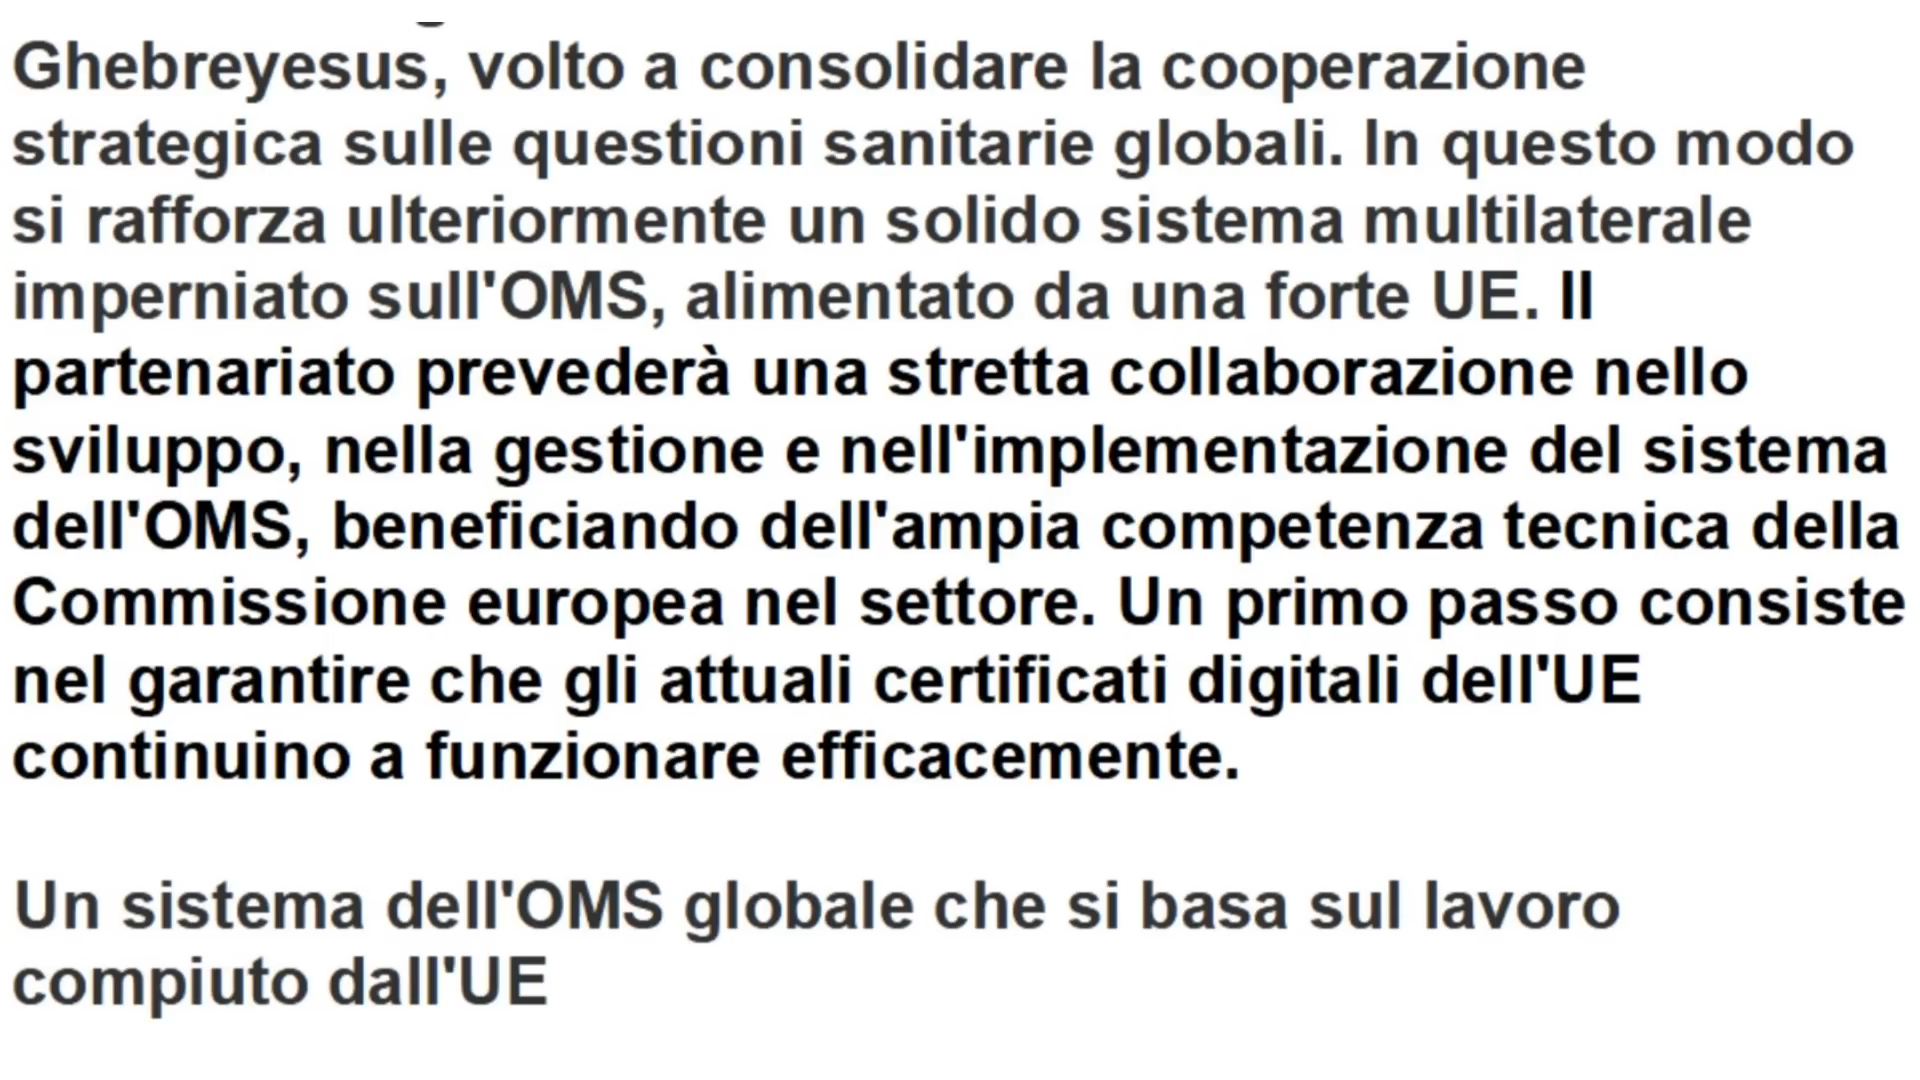 Ghebreyesus, volto a consolidare la cooperazione
strategica sulle questioni sanitarie globali. In questo modo
si rafforza ulteriormente un solido sistema multilaterale
imperniato sull'OMS, alimentato da una forte UE. Il
partenariato prevederà una stretta collaborazione nello
sviluppo, nella gestione e nell'implementazione del sistema
dell'OMS, beneficiando dell'ampia competenza tecnica della
Commissione europea nel settore. Un primo passo consiste
nel garantire che gli attuali certificati digitali dell'UE
continuino a funzionare efficacemente.
Un sistema dell'OMS globale che si basa sul lavoro
compiuto dall'UE